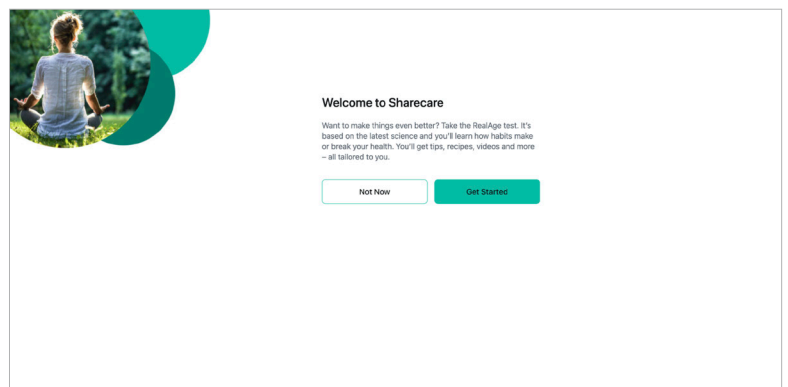 Welcome to Sharecare
Want to make things even better? Take the RealAge test. It's
based on the latest science and you'll learn how habits make
or break your health. You'll get tips, recipes, videos and more
– all tailored to you.
Not Now
Get Started